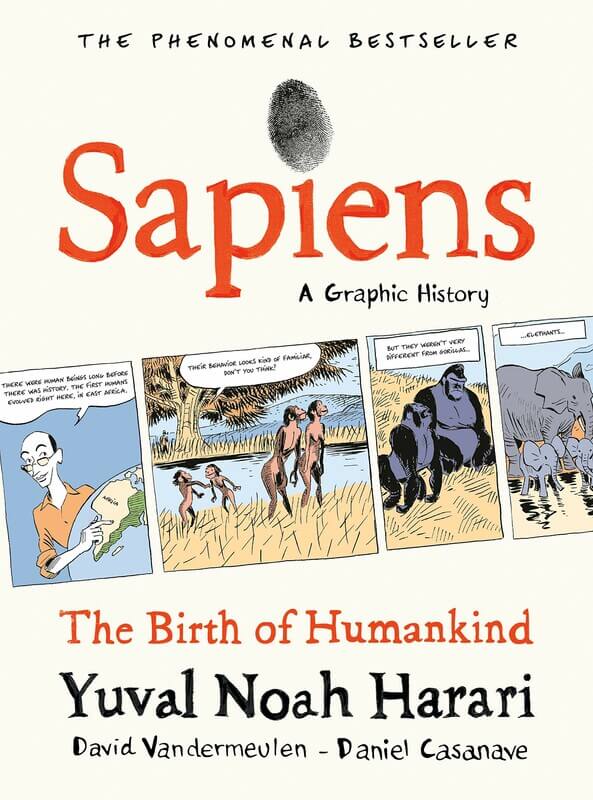 THE PHENOMENAL BESTSELLER
Sapiens
A Graphic History
THERE WERE HUMAN BEINGS LONG BEFORE
THERE WAS HISTORY. THE FIRST HUMANS
EVOLVED RIGHT HERE, IN EAST AFRICA.
AFRICA
THEIR BEHAVIOR LOOKS KIND OF FAMILIAR,
DON'T YOU THINK?
BUT THEY WEREN'T VERY
DIFFERENT FROM GORILLAS...
...ELEPHANTS...
The Birth of Humankind
Yuval Noah Harari
David Vandermeulen – Daniel Casanave